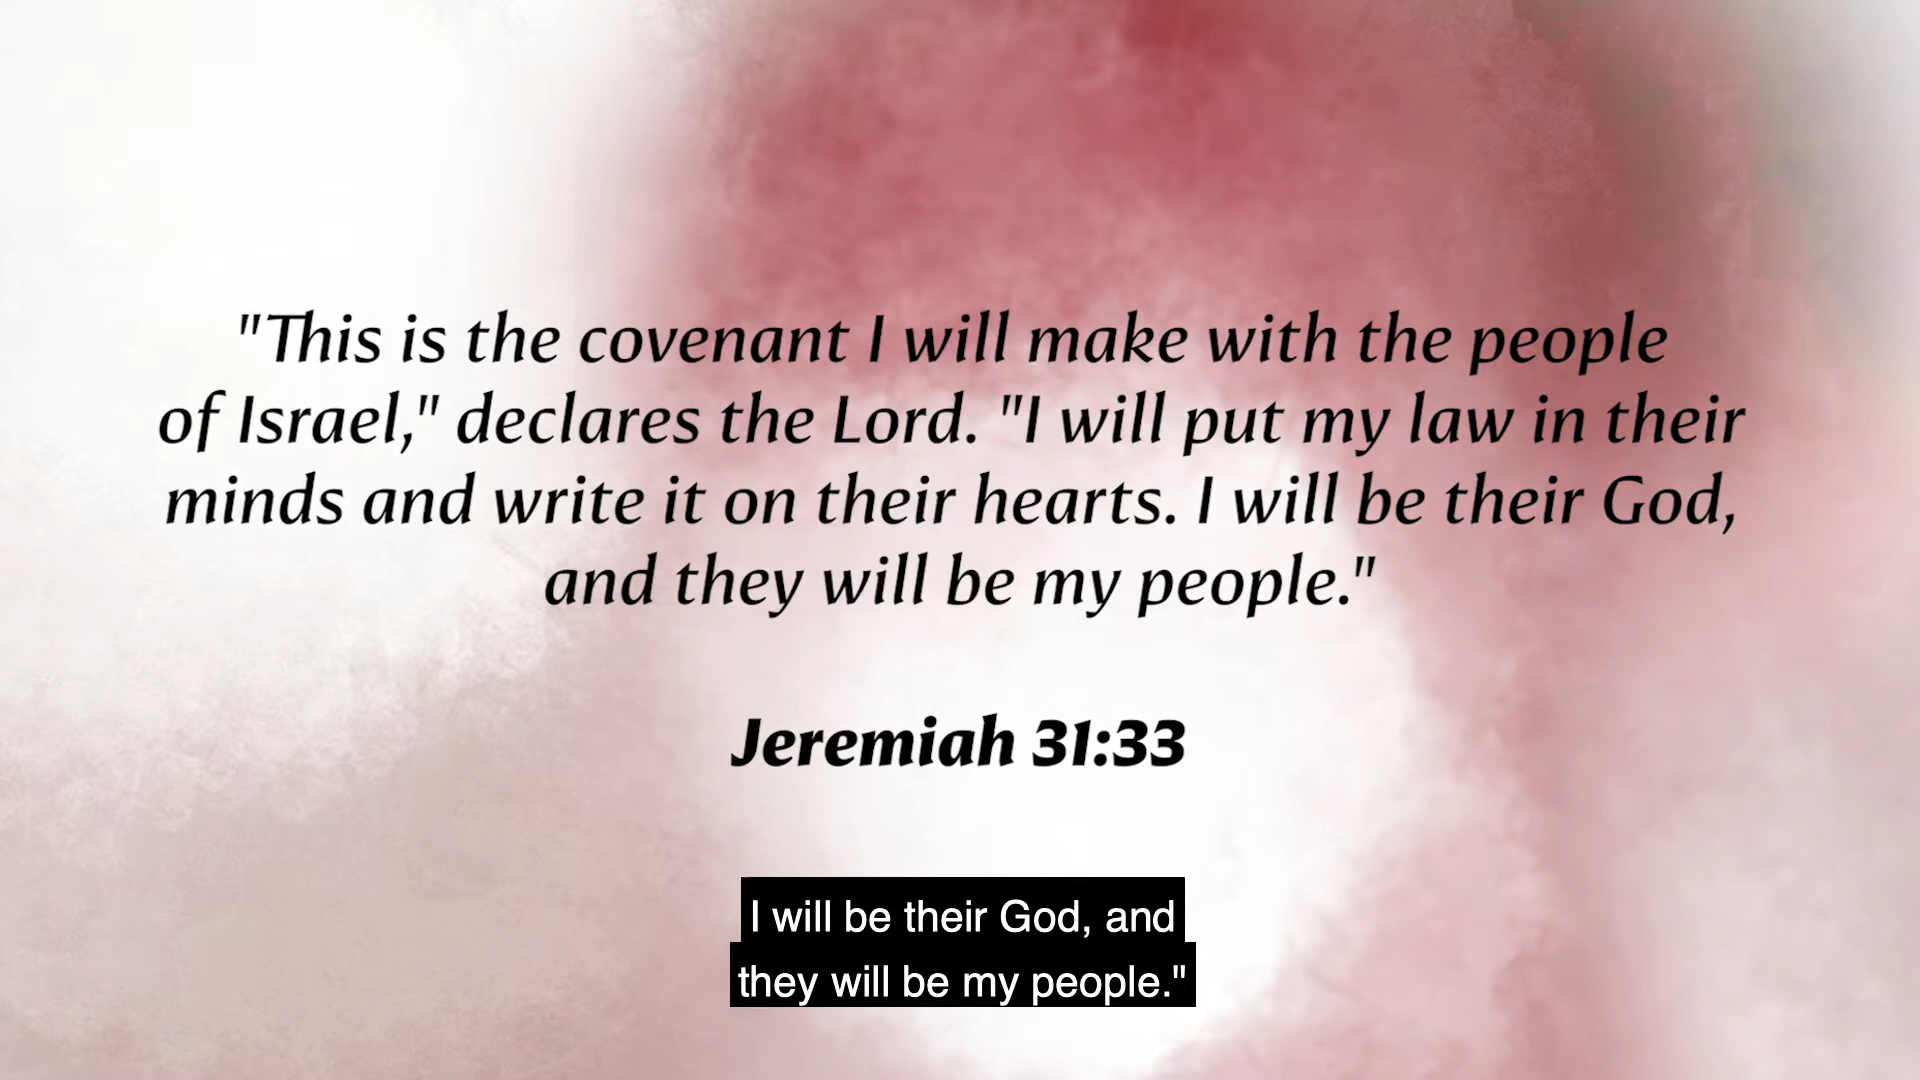 "This is the covenant I will make with the people
of Israel," declares the Lord. "I will put my law in their
minds and write it on their hearts. I will be their God,
and they will be my people."
Jeremiah 31:33
I will be their God, and
they will be my people."